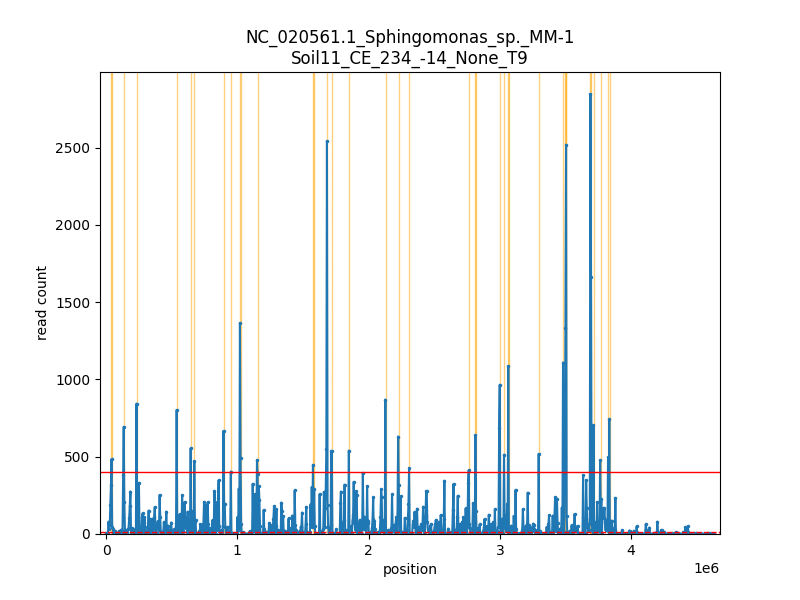 NC_020561.1_Sphingomonas_sp._MM-1
Soil11_CE_234_-14_None_T9
2500
2000
1500
1000
500
0
read count
0
1
2
3
4
1e6
position